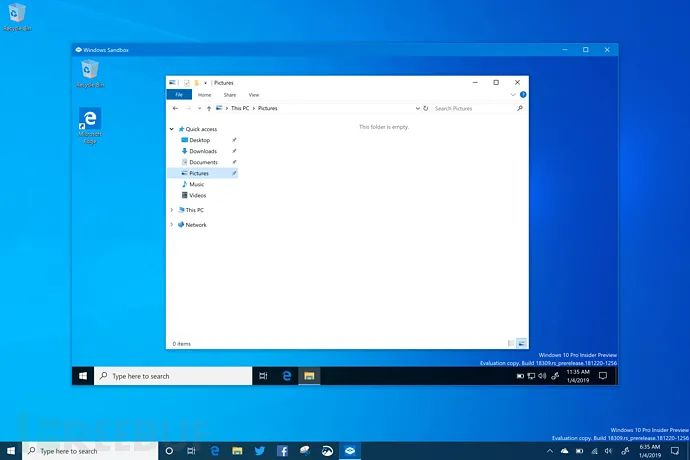 Recycle Bin
Windows Sandbox
Recycle Bin
Microsoft Edge
Pictures
File Home Share View
This PC Pictures
Search Pictures
Quick access
Desktop
Downloads
Documents
Pictures
Music
Videos
This PC
Network
This folder is empty.
0 items
Windows 10 Pro Insider Preview
Evaluation copy. Build 18309.rs_prerelease.181220-1256
Type here to search
11:35 AM
1/4/2019
Windows 10 Pro Insider Preview
Evaluation copy. Build 18309.rs_prerelease.181220-1256
Type here to search
6:35 AM
1/4/2019